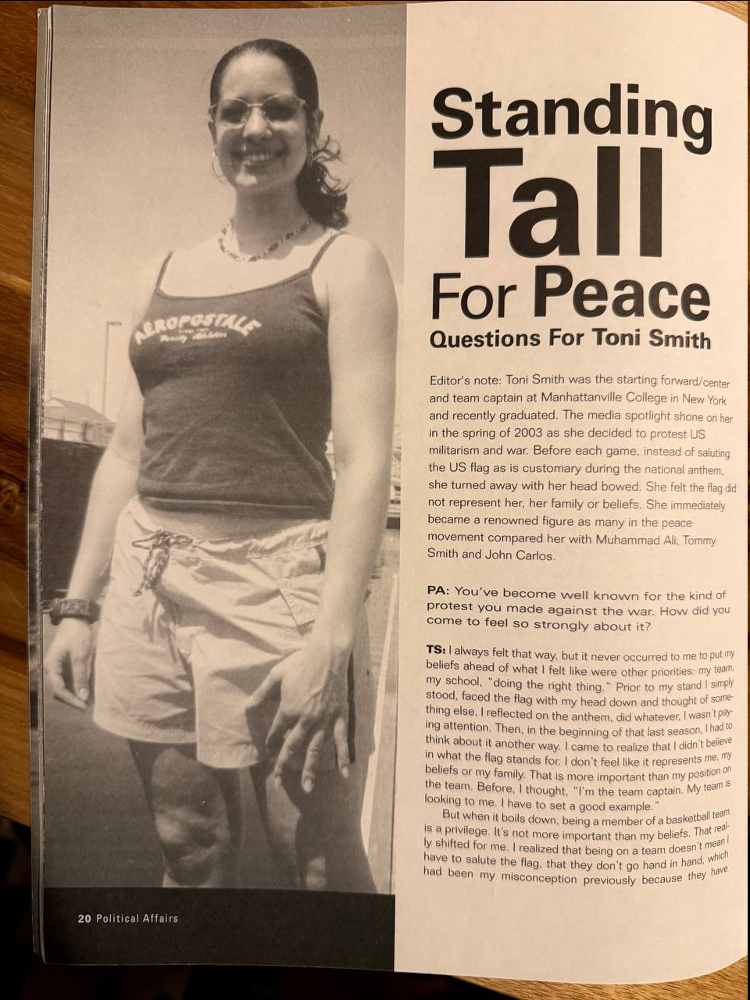 Standing
Tall
For Peace
Questions For Toni Smith
AEROPOSTALE
Varsity Athletics
Editor's note: Toni Smith was the starting forward/center
and team captain at Manhattanville College in New York
and recently graduated. The media spotlight shone on her
in the spring of 2003 as she decided to protest US
militarism and war. Before each game, instead of saluting
the US flag as is customary during the national anthem,
she turned away with her head bowed. She felt the flag did
not represent her, her family or beliefs. She immediately
became a renowned figure as many in the peace
movement compared her with Muhammad Ali, Tommy
Smith and John Carlos.
PA: You've become well known for the kind of
protest you made against the war. How did you
come to feel so strongly about it?
TS: I always felt that way, but it never occurred to me to put my
beliefs ahead of what I felt like were other priorities: my team,
my school, "doing the right thing." Prior to my stand I simply
stood, faced the flag with my head down and thought of some-
thing else, I reflected on the anthem, did whatever, I wasn't pay-
ing attention. Then, in the beginning of that last season, I had to
think about it another way. I came to realize that I didn't believe
in what the flag stands for. I don't feel like it represents me, my
beliefs or my family. That is more important than my position on
the team. Before, I thought, "I'm the team captain. My team is
looking to me. I have to set a good example."
But when it boils down, being a member of a basketball team
is a privilege. It's not more important than my beliefs. That real-
ly shifted for me. I realized that being on a team doesn't mean I
have to salute the flag, that they don't go hand in hand, which
had been my misconception previously because they have
20 Political Affairs